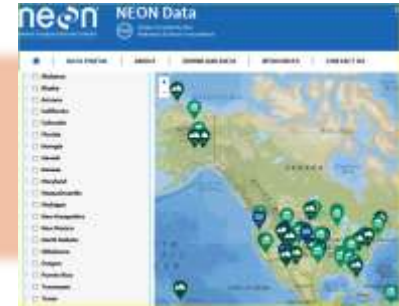 neon
NEON Data
DATA PORTAL
ABOUT
DOWNLOAD DATA
RESOURCES
CONTACT US
Alabama
Alaska
Arizona
California
Colorado
Florida
Georgia
Hawaii
Kansas
Maryland
Massachusetts
Michigan
New Hampshire
New Mexico
North Dakota
Oklahoma
Oregon
Puerto Rico
Tennessee
Texas
CANADA